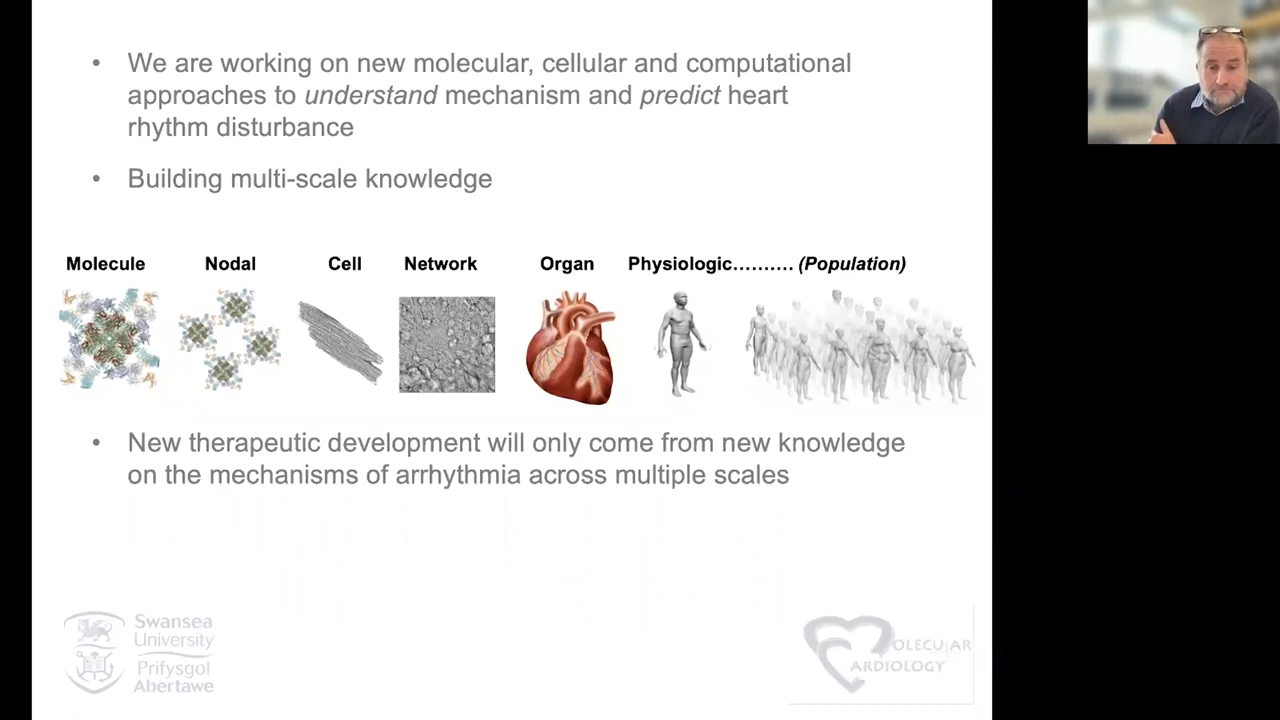 • We are working on new molecular, cellular and computational
approaches to understand mechanism and predict heart
rhythm disturbance
• Building multi-scale knowledge
Molecule Nodal Cell Network Organ Physiologic.......... (Population)
• New therapeutic development will only come from new knowledge
on the mechanisms of arrhythmia across multiple scales
Swansea
University
Prifysgol
Abertawe
MOLECULAR
CARDIOLOGY